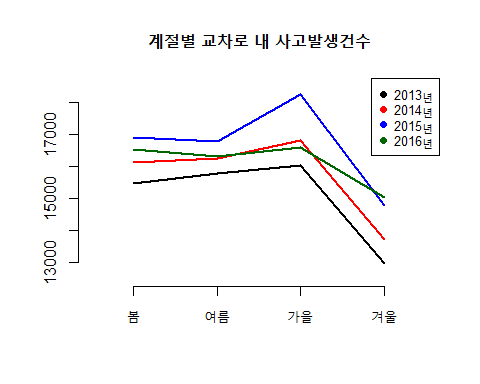 계절별 교차로 내 사고발생건수
2013년
2014년
2015년
2016년
17000
15000
13000
봄 여름 가을 겨울